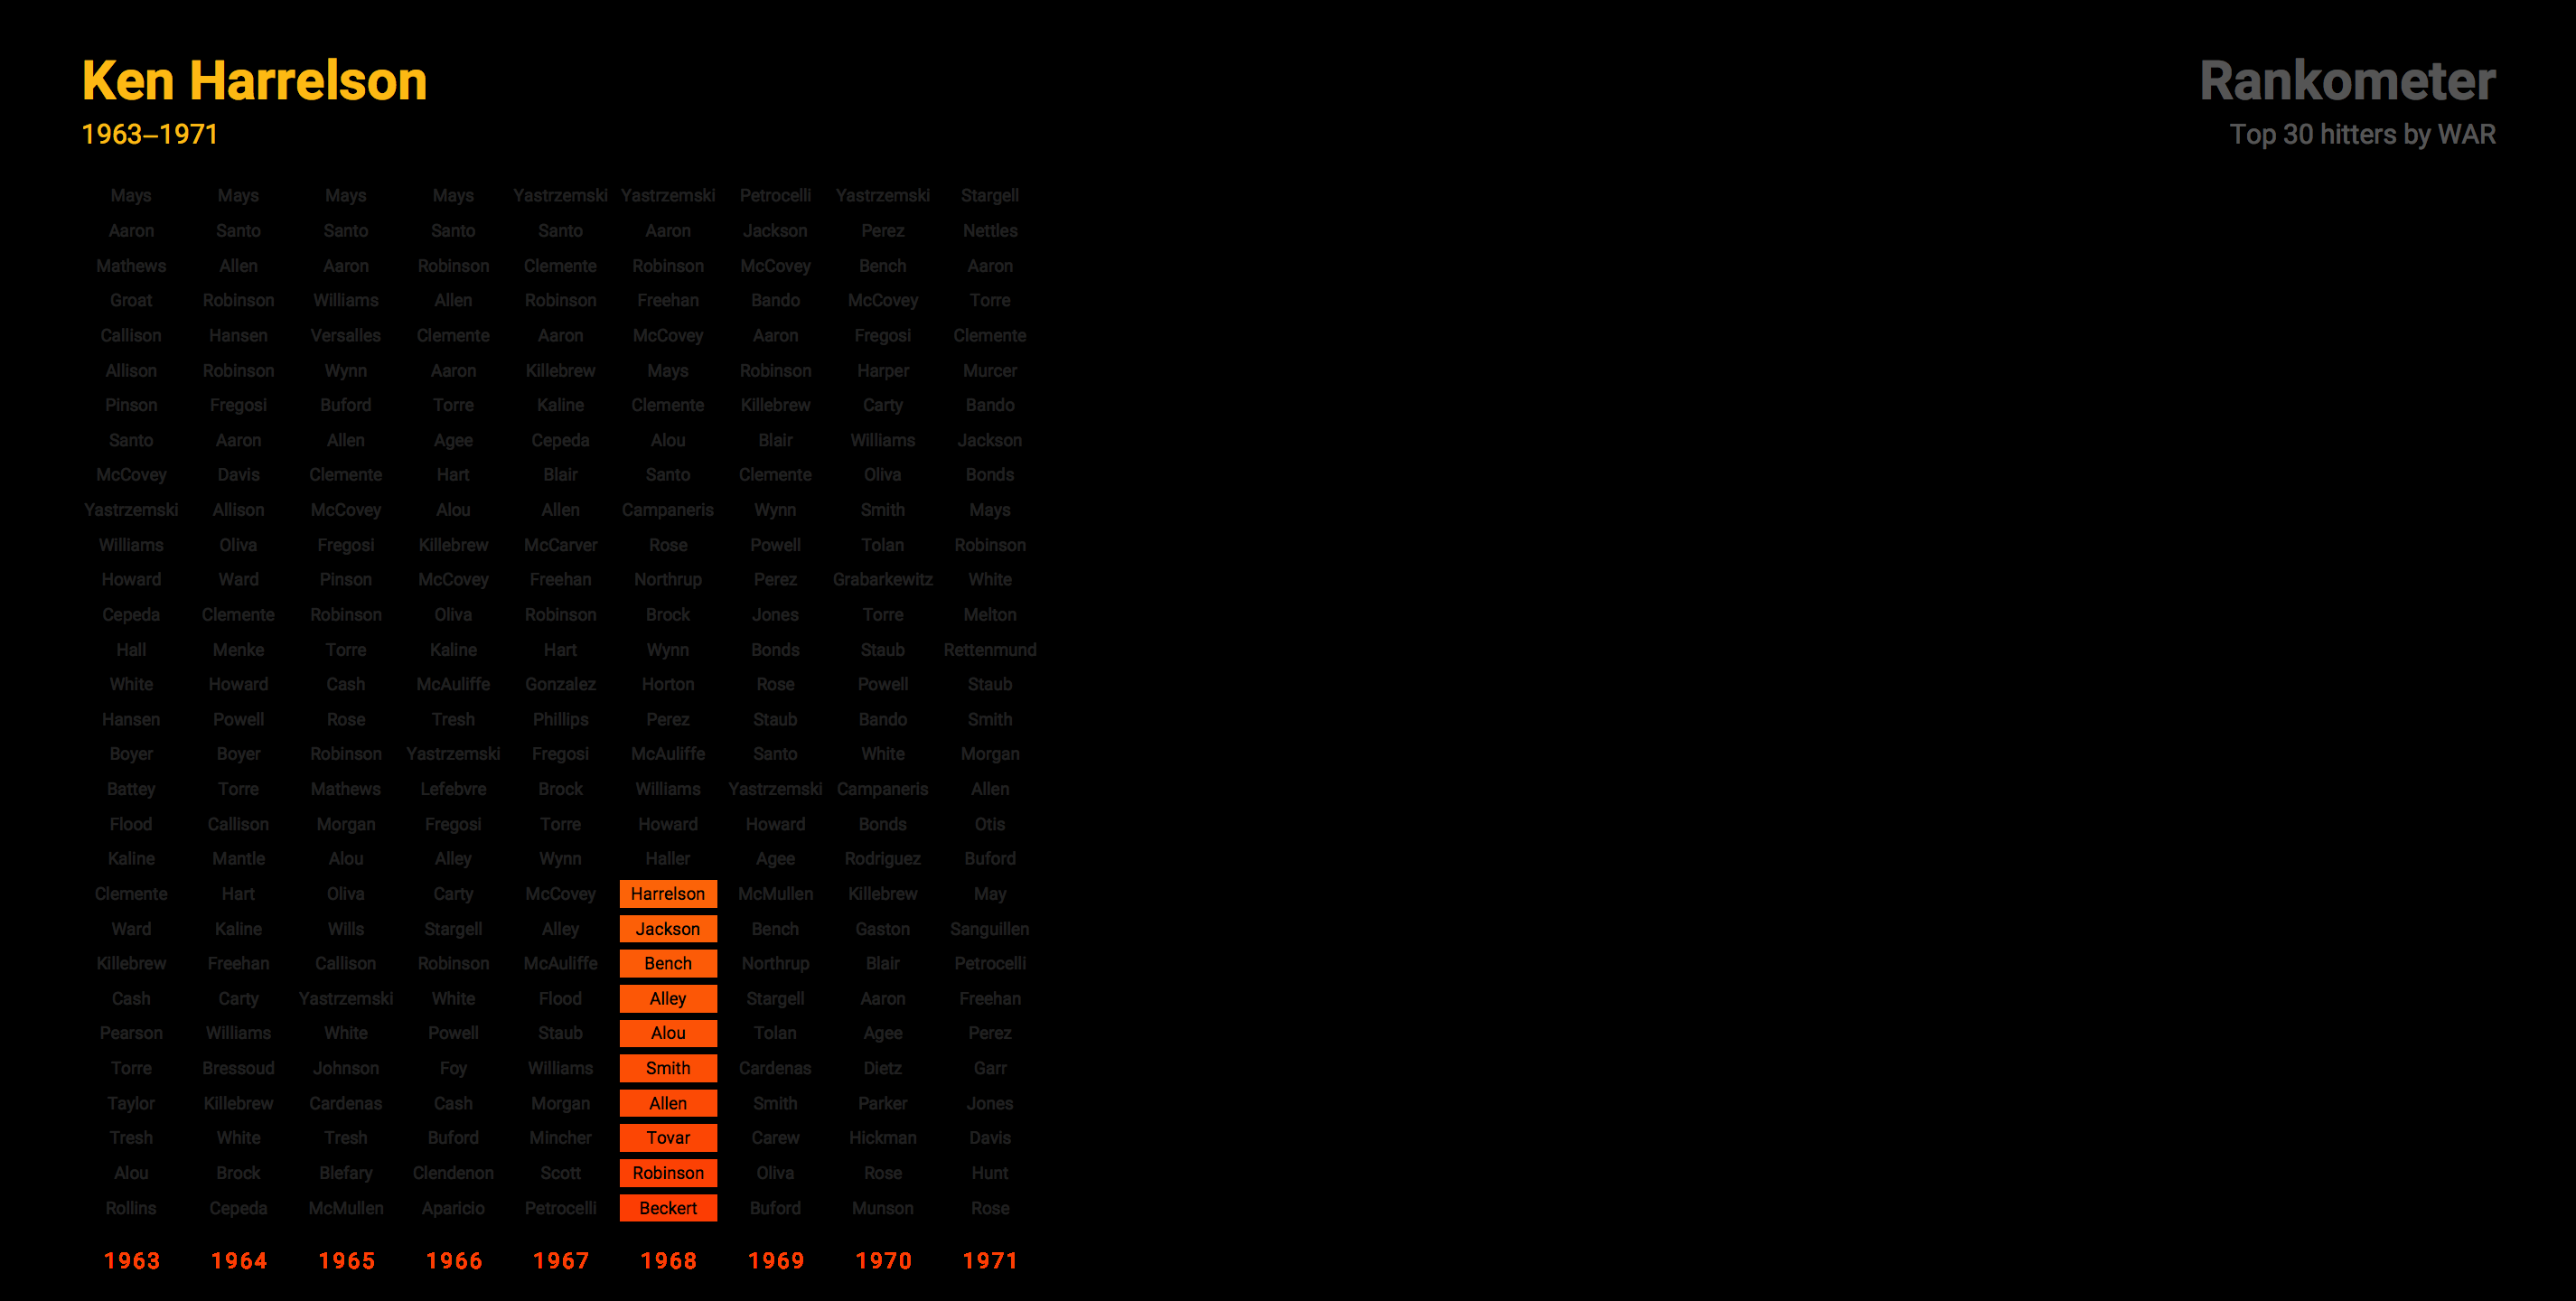 Ken Harrelson
1963–1971
Rankometer
Top 30 hitters by WAR
Mays Mays Mays Mays Yastrzemski Yastrzemski Petrocelli Yastrzemski Stargell
Aaron Santo Santo Santo Santo Aaron Jackson Perez Nettles
Mathews Allen Aaron Robinson Clemente Robinson McCovey Bench Aaron
Groat Robinson Williams Allen Robinson Freehan Bando McCovey Torre
Callison Hansen Versalles Clemente Aaron McCovey Aaron Fregosi Clemente
Allison Robinson Wynn Aaron Killebrew Mays Robinson Harper Murcer
Pinson Fregosi Buford Torre Kaline Clemente Killebrew Carty Bando
Santo Aaron Allen Agee Cepeda Alou Blair Williams Jackson
McCovey Davis Clemente Hart Blair Santo Clemente Oliva Bonds
Yastrzemski Allison McCovey Alou Allen Campaneris Wynn Smith Mays
Williams Oliva Fregosi Killebrew McCarver Rose Powell Tolan Robinson
Howard Ward Pinson McCovey Freehan Northrup Perez Grabarkewitz White
Cepeda Clemente Robinson Oliva Robinson Brock Jones Torre Melton
Hall Menke Torre Kaline Hart Wynn Bonds Staub Rettenmund
White Howard Cash McAuliffe Gonzalez Horton Rose Powell Staub
Hansen Powell Rose Tresh Phillips Perez Staub Bando Smith
Boyer Boyer Robinson Yastrzemski Fregosi McAuliffe Santo White Morgan
Battey Torre Mathews Lefebvre Brock Williams Yastrzemski Campaneris Allen
Flood Callison Morgan Fregosi Torre Howard Howard Bonds Otis
Kaline Mantle Alou Alley Wynn Haller Agee Rodriguez Buford
Clemente Hart Oliva Carty McCovey Harrelson McMullen Killebrew May
Ward Kaline Wills Stargell Alley Jackson Bench Gaston Sanguillen
Killebrew Freehan Callison Robinson McAuliffe Bench Northrup Blair Petrocelli
Cash Carty Yastrzemski White Flood Alley Stargell Aaron Freehan
Pearson Williams White Powell Staub Alou Tolan Agee Perez
Torre Bressoud Johnson Foy Williams Smith Cardenas Dietz Garr
Taylor Killebrew Cardenas Cash Morgan Allen Smith Parker Jones
Tresh White Tresh Buford Mincher Tovar Carew Hickman Davis
Alou Brock Blefary Clendenon Scott Robinson Oliva Rose Hunt
Rollins Cepeda McMullen Aparicio Petrocelli Beckert Buford Munson Rose
1963 1964 1965 1966 1967 1968 1969 1970 1971